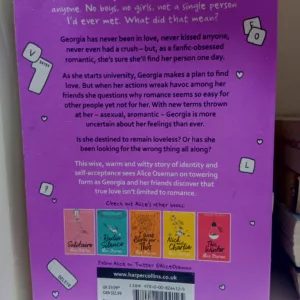 anyone. No boys, no girls, not a single person
I'd ever met. What did that mean?
Georgia has never been in love, never kissed anyone,
never even had a crush – but, as a fanfic-obsessed
romantic, she's sure she'll find her person one day.
As she starts university, Georgia makes a plan to find
love. But when her actions wreak havoc among her
friends she questions why romance seems so easy for
other people yet not for her. With new terms thrown
at her – asexual, aromantic – Georgia is more
uncertain about her feelings than ever.
Is she destined to remain loveless? Or has she
been looking for the wrong thing all along?
This wise, warm and witty story of identity and
self-acceptance sees Alice Oseman on towering
form as Georgia and her friends discover that
true love isn't limited to romance.
Check out Alice's other books:
Solitaire
Radio
Silence
I Was
Born for
This
Nick
Charlie
This
Winter
Follow Alice on Twitter @AliceOseman
www.harpercollins.co.uk
V
O
L
?